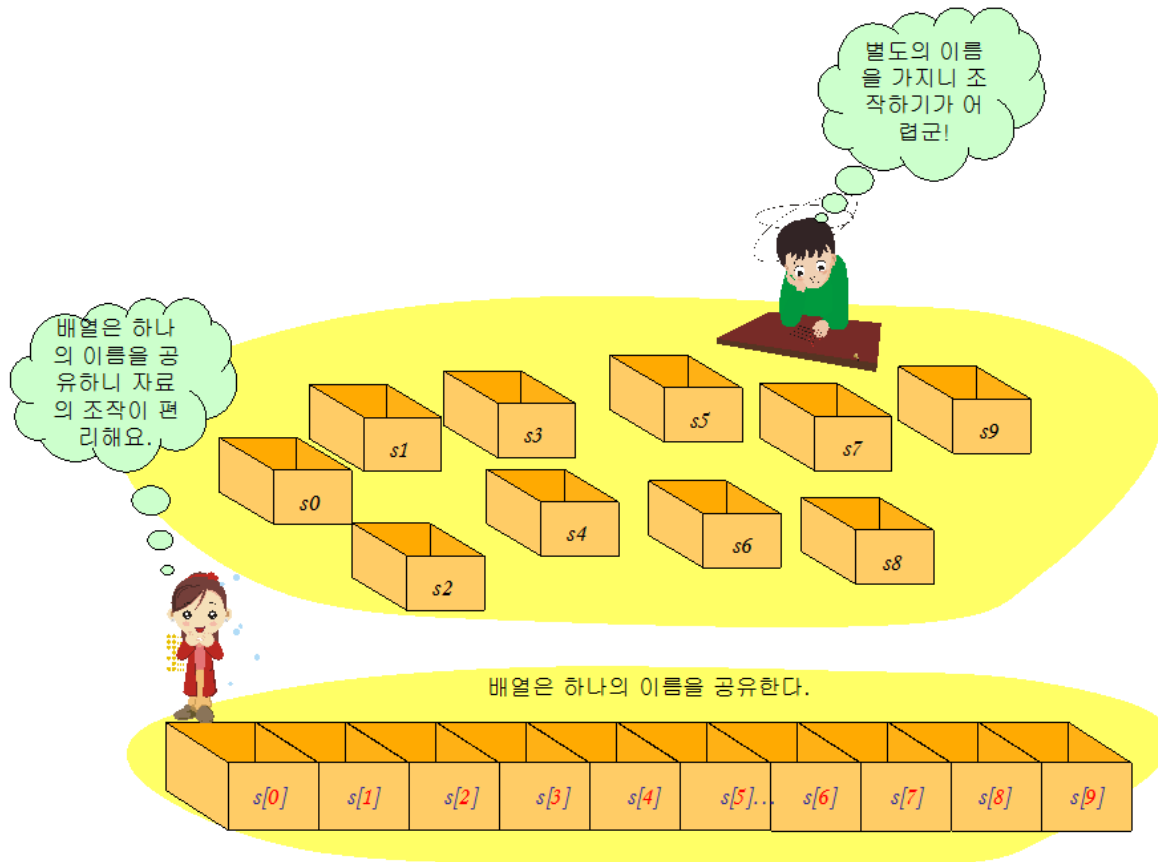 별도의 이름
을 가지니 조
작하기가 어
렵군!
배열은 하나
의 이름을 공
유하니 자료
의 조작이 편
리해요.
s0
s1
s2
s3
s4
s5
s6
s7
s8
s9
배열은 하나의 이름을 공유한다.
s[0] s[1] s[2] s[3] s[4] s[5]... s[6] s[7] s[8] s[9]